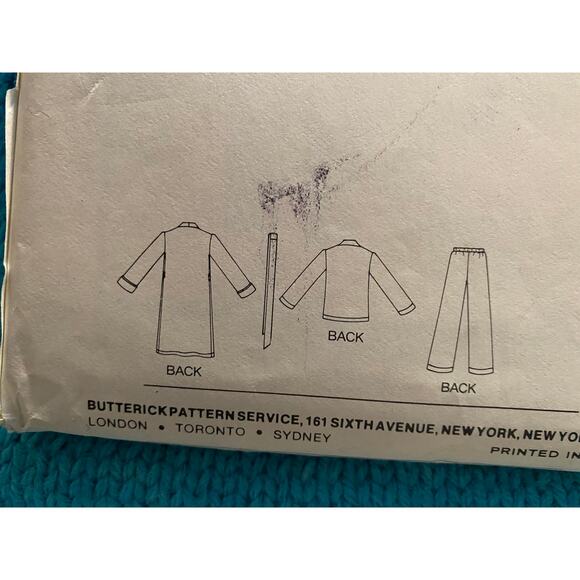 BACK
BACK
BACK
BUTTERICK PATTERN SERVICE, 161 SIXTH AVENUE, NEW YORK, NEW YO
LONDON • TORONTO • SYDNEY
PRINTED IN